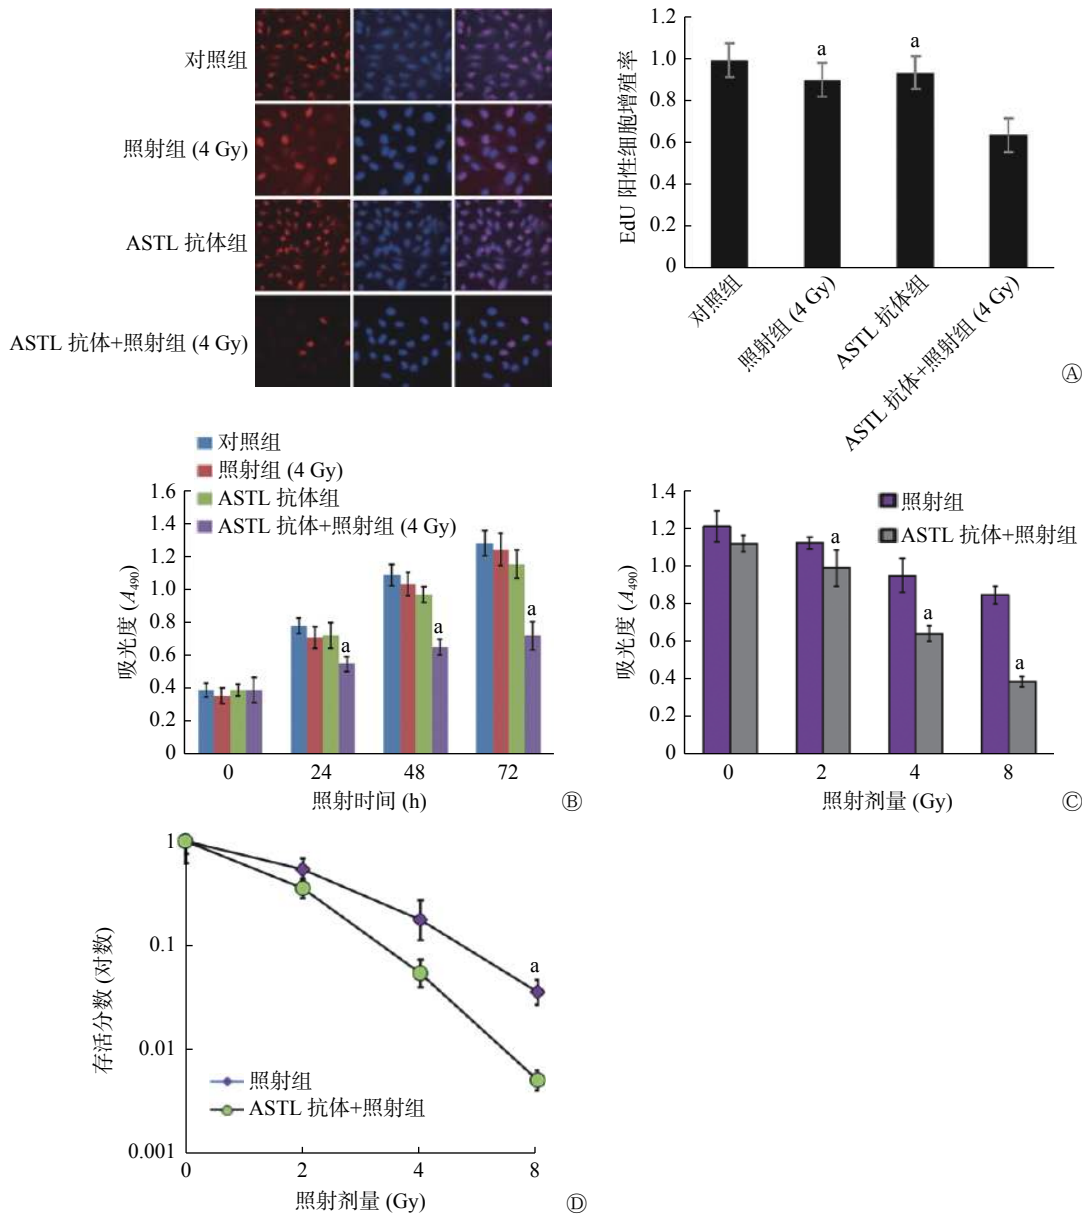 对照组
照射组 (4 Gy)
ASTL 抗体组
ASTL 抗体+照射组 (4 Gy)
EdU 阳性细胞增殖率
1.2
1.0
0.8
0.6
0.4
0.2
0
a
a
对照组
照射组 (4 Gy)
ASTL 抗体组
ASTL 抗体+照射组 (4 Gy)
Ⓐ
对照组
照射组 (4 Gy)
ASTL 抗体组
ASTL 抗体+照射组 (4 Gy)
吸光度 (A₄₉₀)
1.6
1.4
1.2
1.0
0.8
0.6
0.4
0.2
0
a
a
a
0
24
48
72
照射时间 (h)
Ⓑ
照射组
ASTL 抗体+照射组
吸光度 (A₄₉₀)
1.4
1.2
1.0
0.8
0.6
0.4
0.2
0
a
a
a
0
2
4
8
照射剂量 (Gy)
Ⓒ
存活分数 (对数)
1
0.1
0.01
0.001
a
照射组
ASTL 抗体+照射组
0
2
4
8
照射剂量 (Gy)
Ⓓ